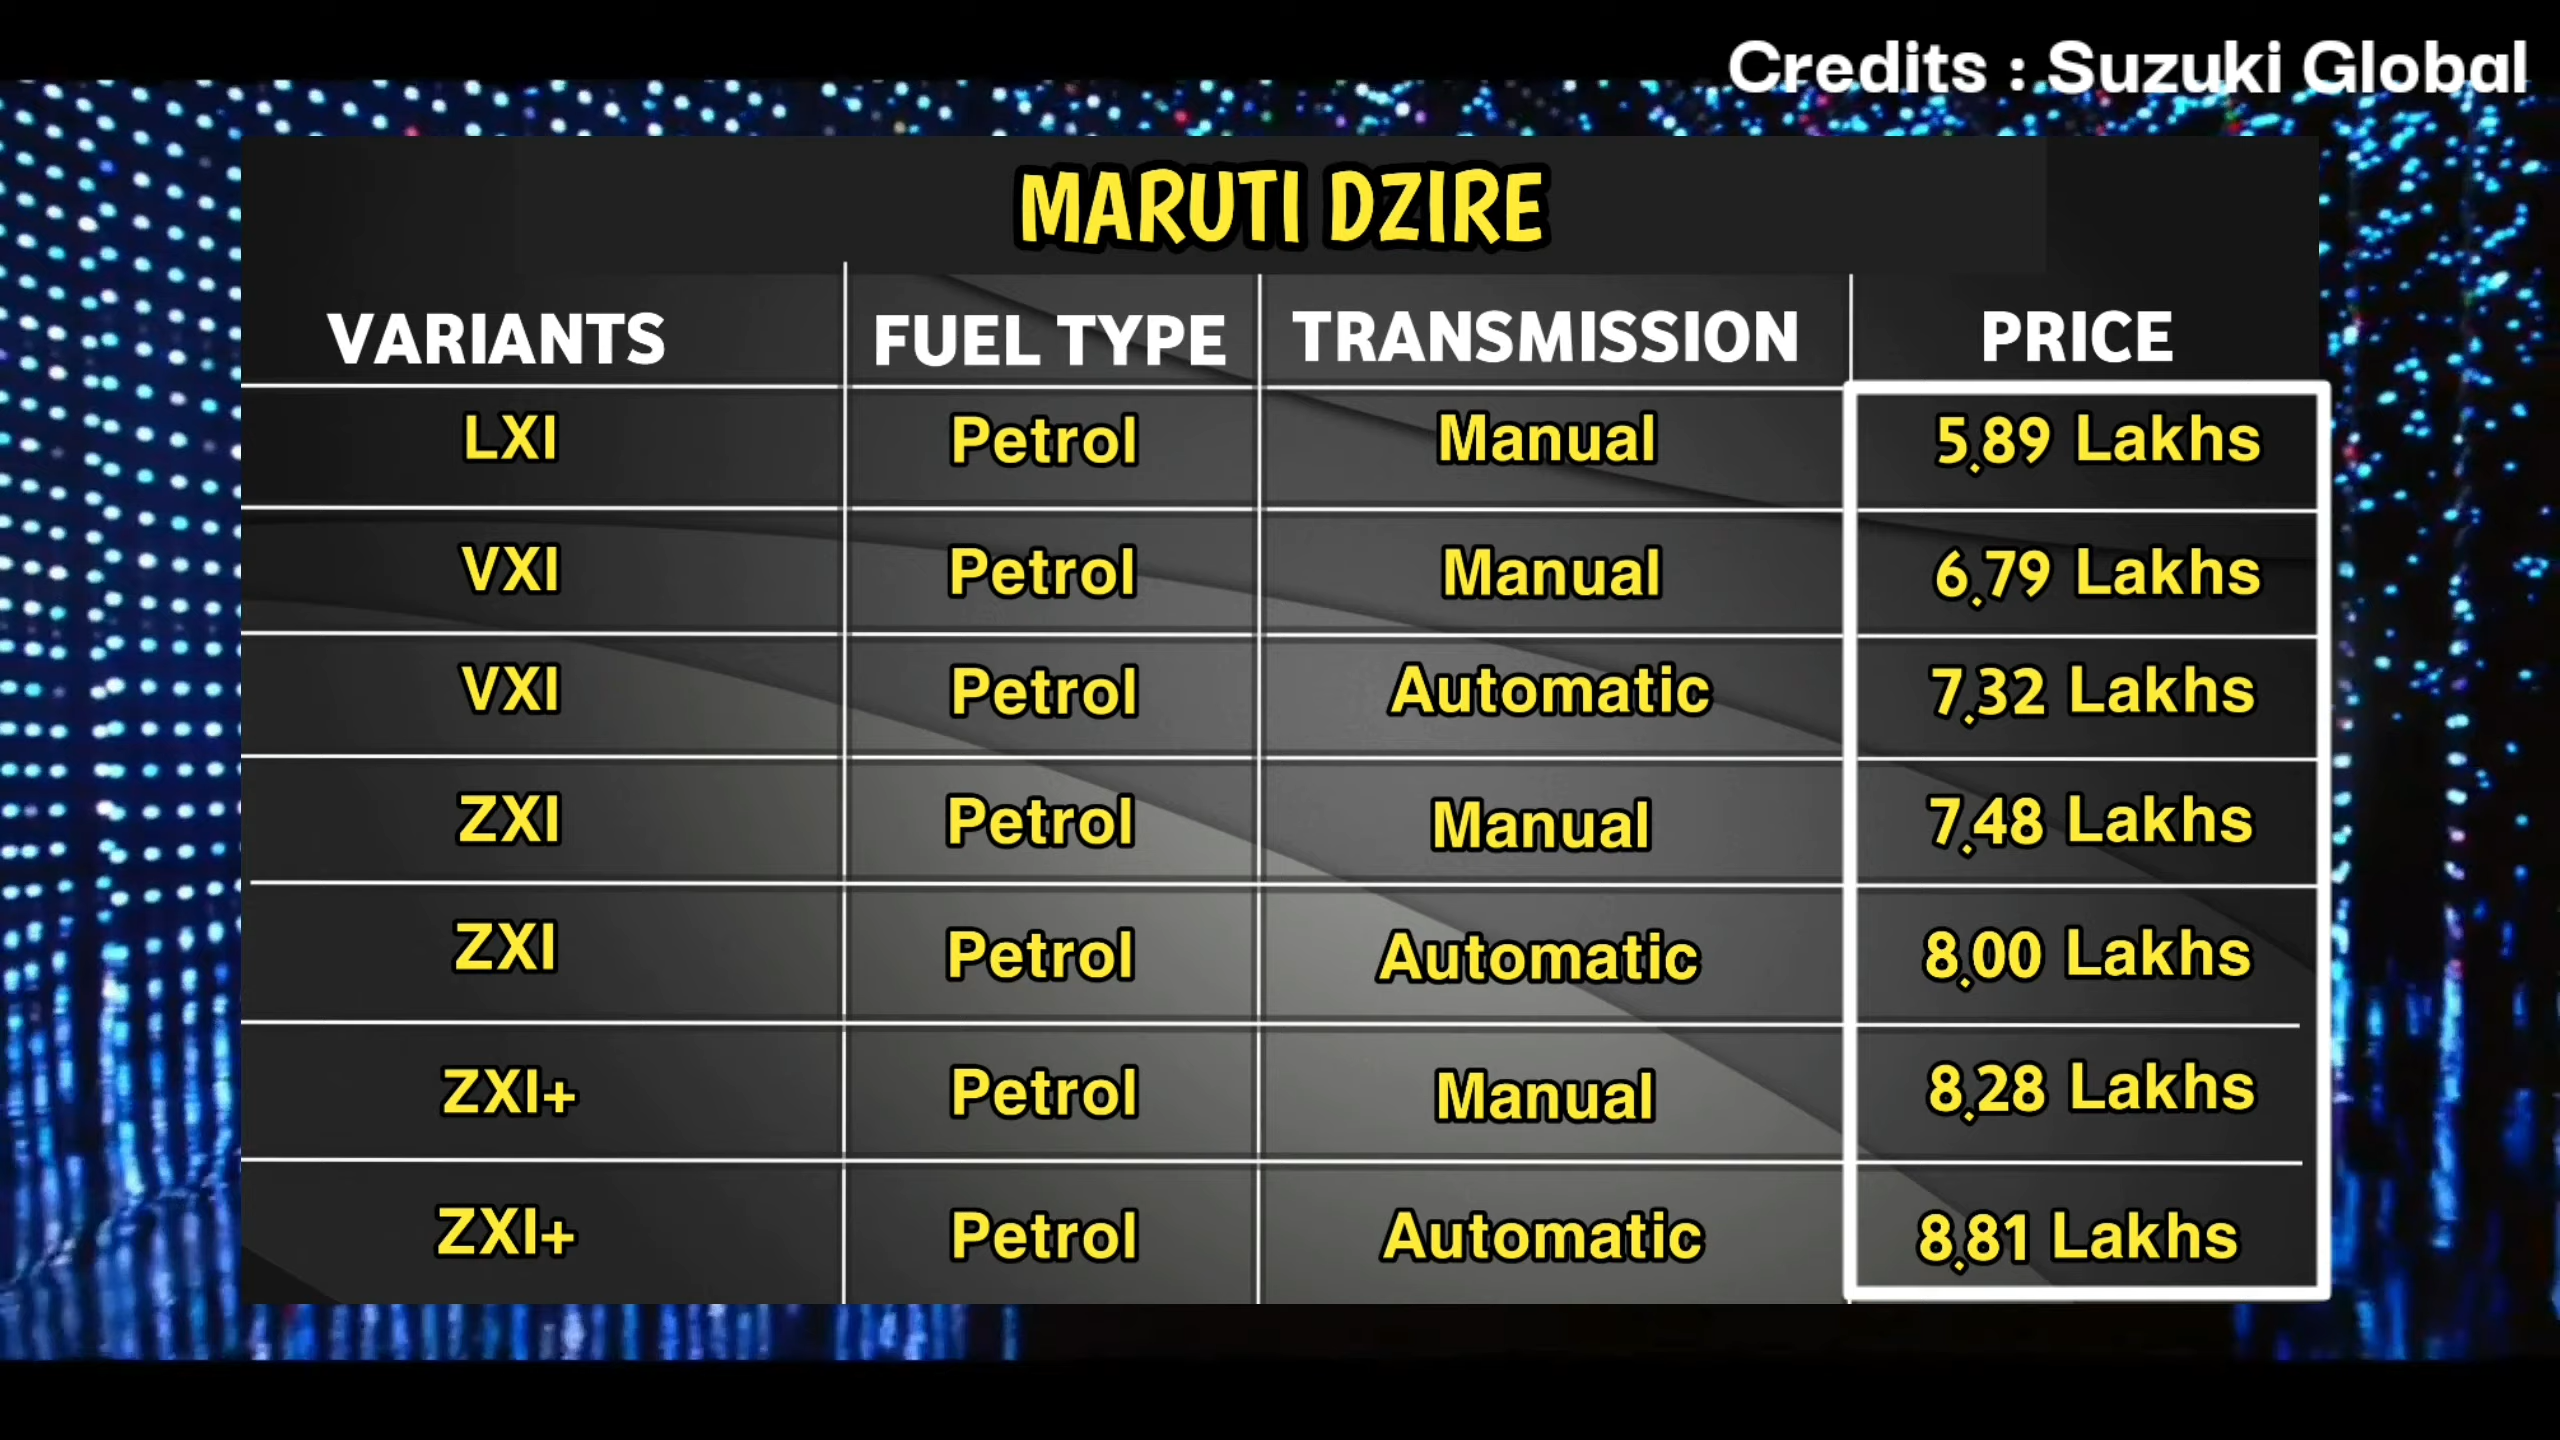 Credits : Suzuki Global
MARUTI DZIRE
VARIANTS FUEL TYPE TRANSMISSION PRICE
LXI Petrol Manual 5.89 Lakhs
VXI Petrol Manual 6.79 Lakhs
VXI Petrol Automatic 7.32 Lakhs
ZXI Petrol Manual 7.48 Lakhs
ZXI Petrol Automatic 8.00 Lakhs
ZXI+ Petrol Manual 8.28 Lakhs
ZXI+ Petrol Automatic 8.81 Lakhs